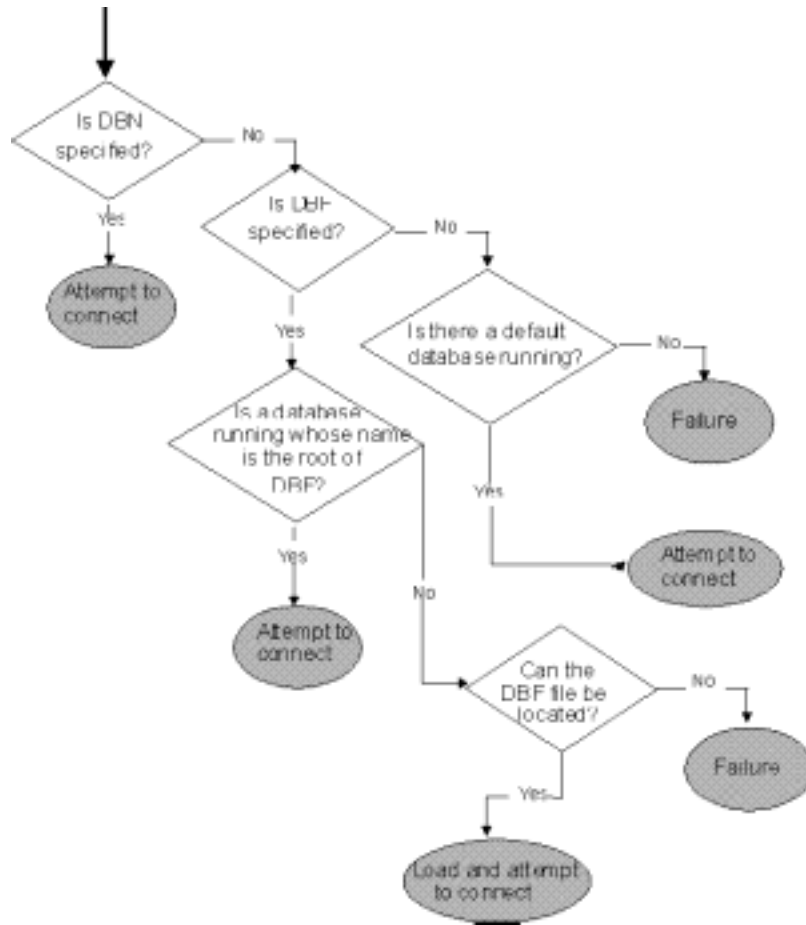 Is DBN
specified?
No
Yes
Attempt to
connect
Is DBF
specified?
No
Yes
Is there a default
database running?
No
Failure
Yes
Attempt to
connect
Is a database
running whose name
is the root of
DBF?
Yes
Attempt to
connect
No
Can the
DBF file be
located?
No
Failure
Yes
Load and attempt
to connect